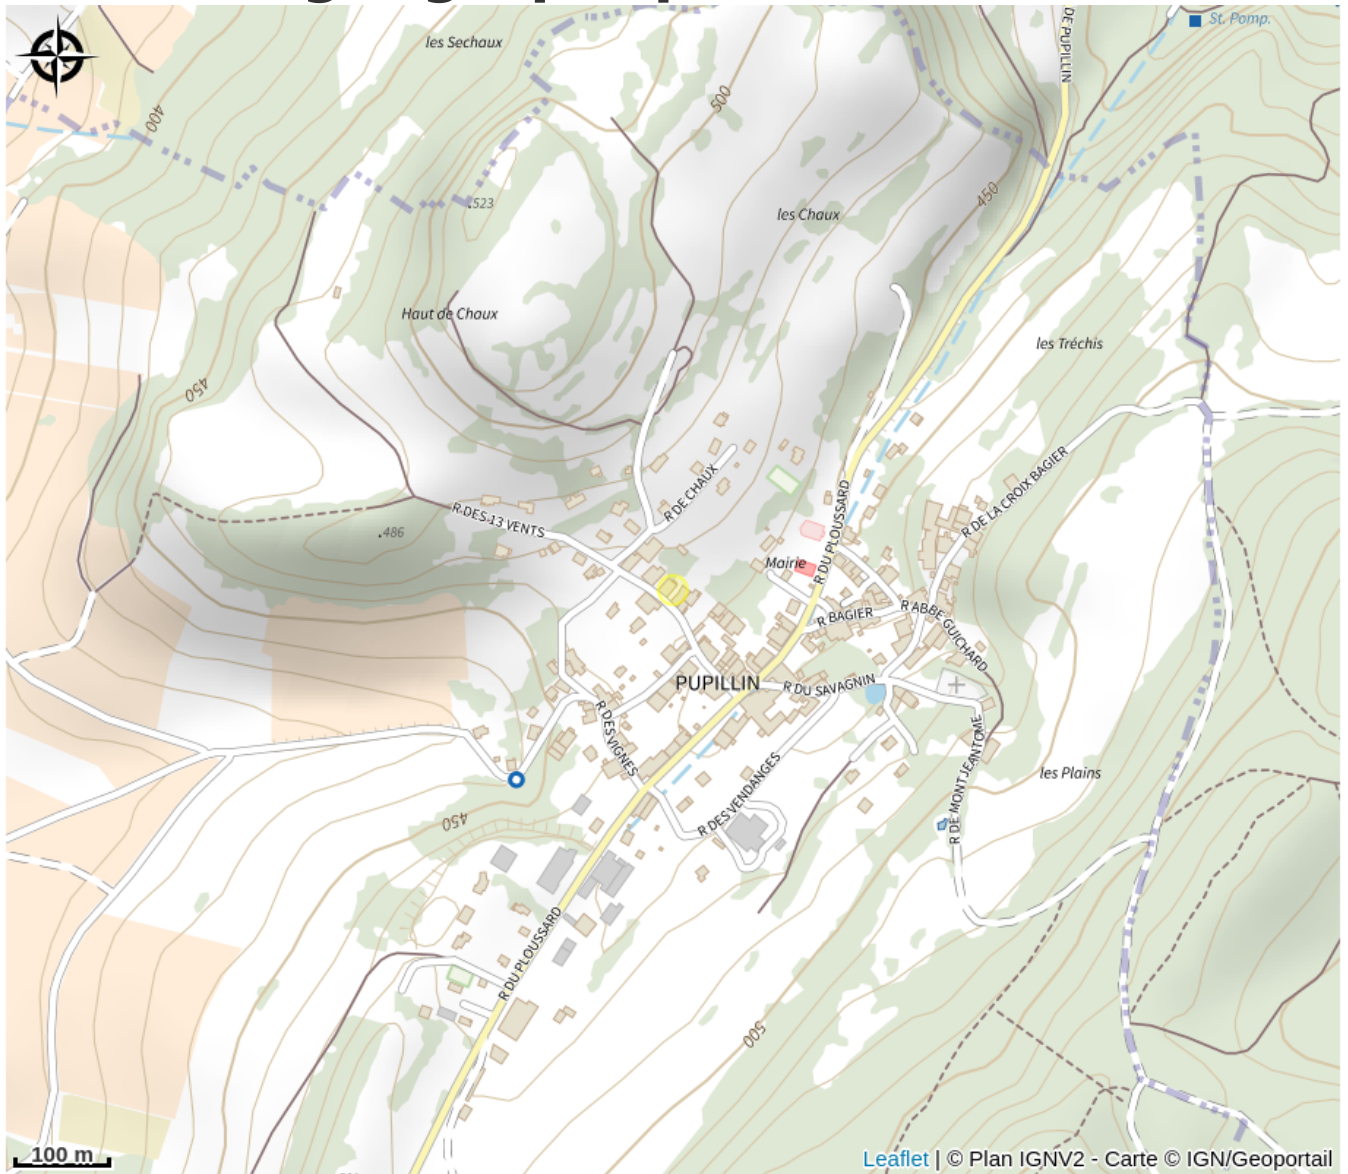 DE PUPILLIN
St. Pomp.
les Sechaux
500
400
450
.523
les Chaux
Haut de Chaux
les Tréchis
450
R DE CHAUX
R DE LA CROIX BAGIER
R DU PLOUSSARD
R DES 13 VENTS
.486
Mairie
R BAGIER
R ABBE GUICHARD
PUPILLIN
R DU SAVAGNIN
R DES VIGNES
R DE MONT JEANTOME
les Plains
R DES VENDANGES
450
R DU PLOUSSARD
500
100 m
Leaflet | © Plan IGNV2 - Carte © IGN/Geoportail